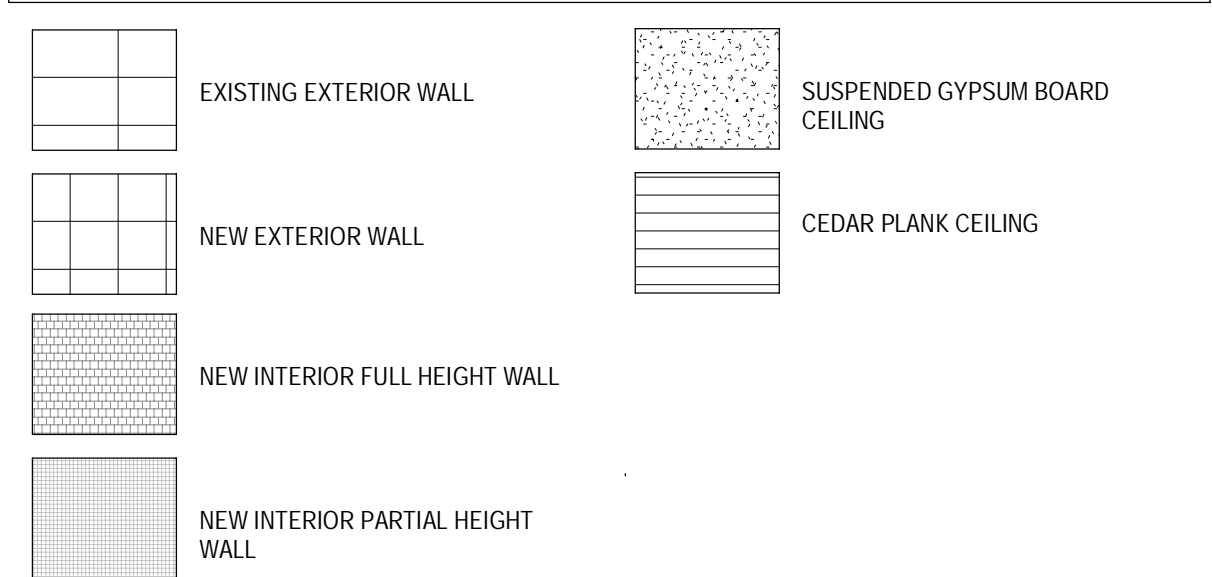 EXISTING EXTERIOR WALL
NEW EXTERIOR WALL
NEW INTERIOR FULL HEIGHT WALL
NEW INTERIOR PARTIAL HEIGHT
WALL
SUSPENDED GYPSUM BOARD
CEILING
CEDAR PLANK CEILING